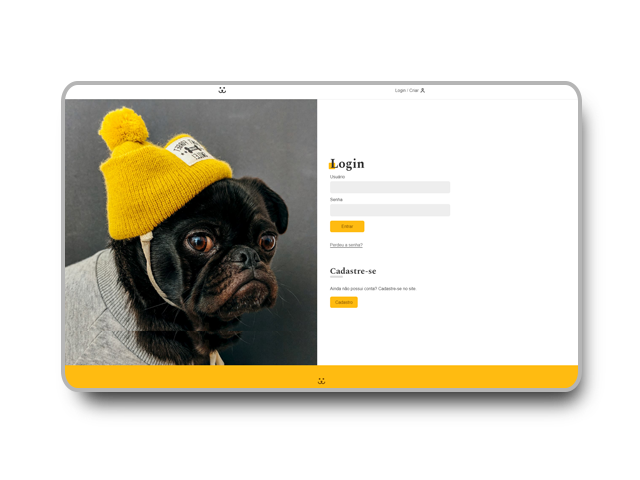 Login / Criar
Login
Usuário
Senha
Entrar
Perdeu a senha?
Cadastre-se
Ainda não possui conta? Cadastre-se no site
Cadastro